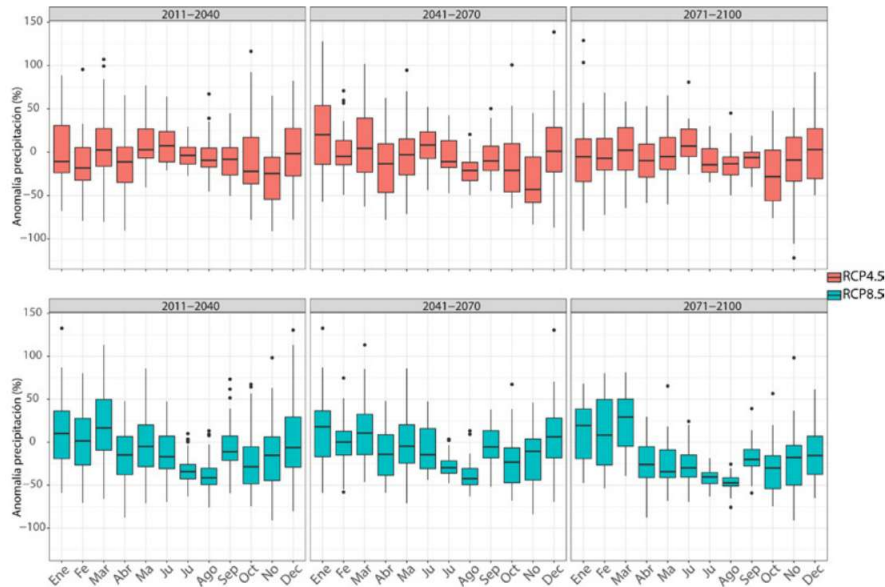 2011−2040 2041−2070 2071−2100
150
100
50
0
−50
−100
Anomalía precipitación (%)
RCP4.5
RCP8.5
2011−2040 2041−2070 2071−2100
150
100
50
0
−50
−100
Anomalía precipitación (%)
Ene Fe Mar Abr Ma Ju Ju Ago Sep Oct No Dec Ene Fe Mar Abr Ma Ju Ju Ago Sep Oct No Dec Ene Fe Mar Abr Ma Ju Ju Ago Sep Oct No Dec